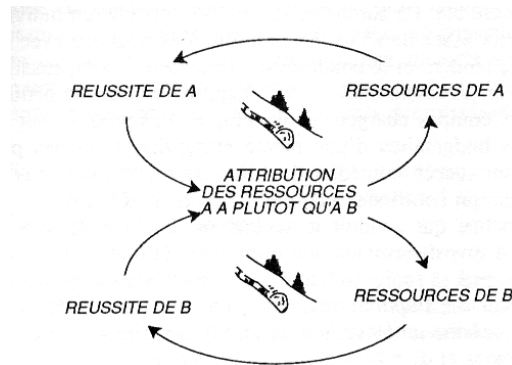 REUSSITE DE A
RESSOURCES DE A
ATTRIBUTION
DES RESSOURCES
A A PLUTOT QU'A B
REUSSITE DE B
RESSOURCES DE B